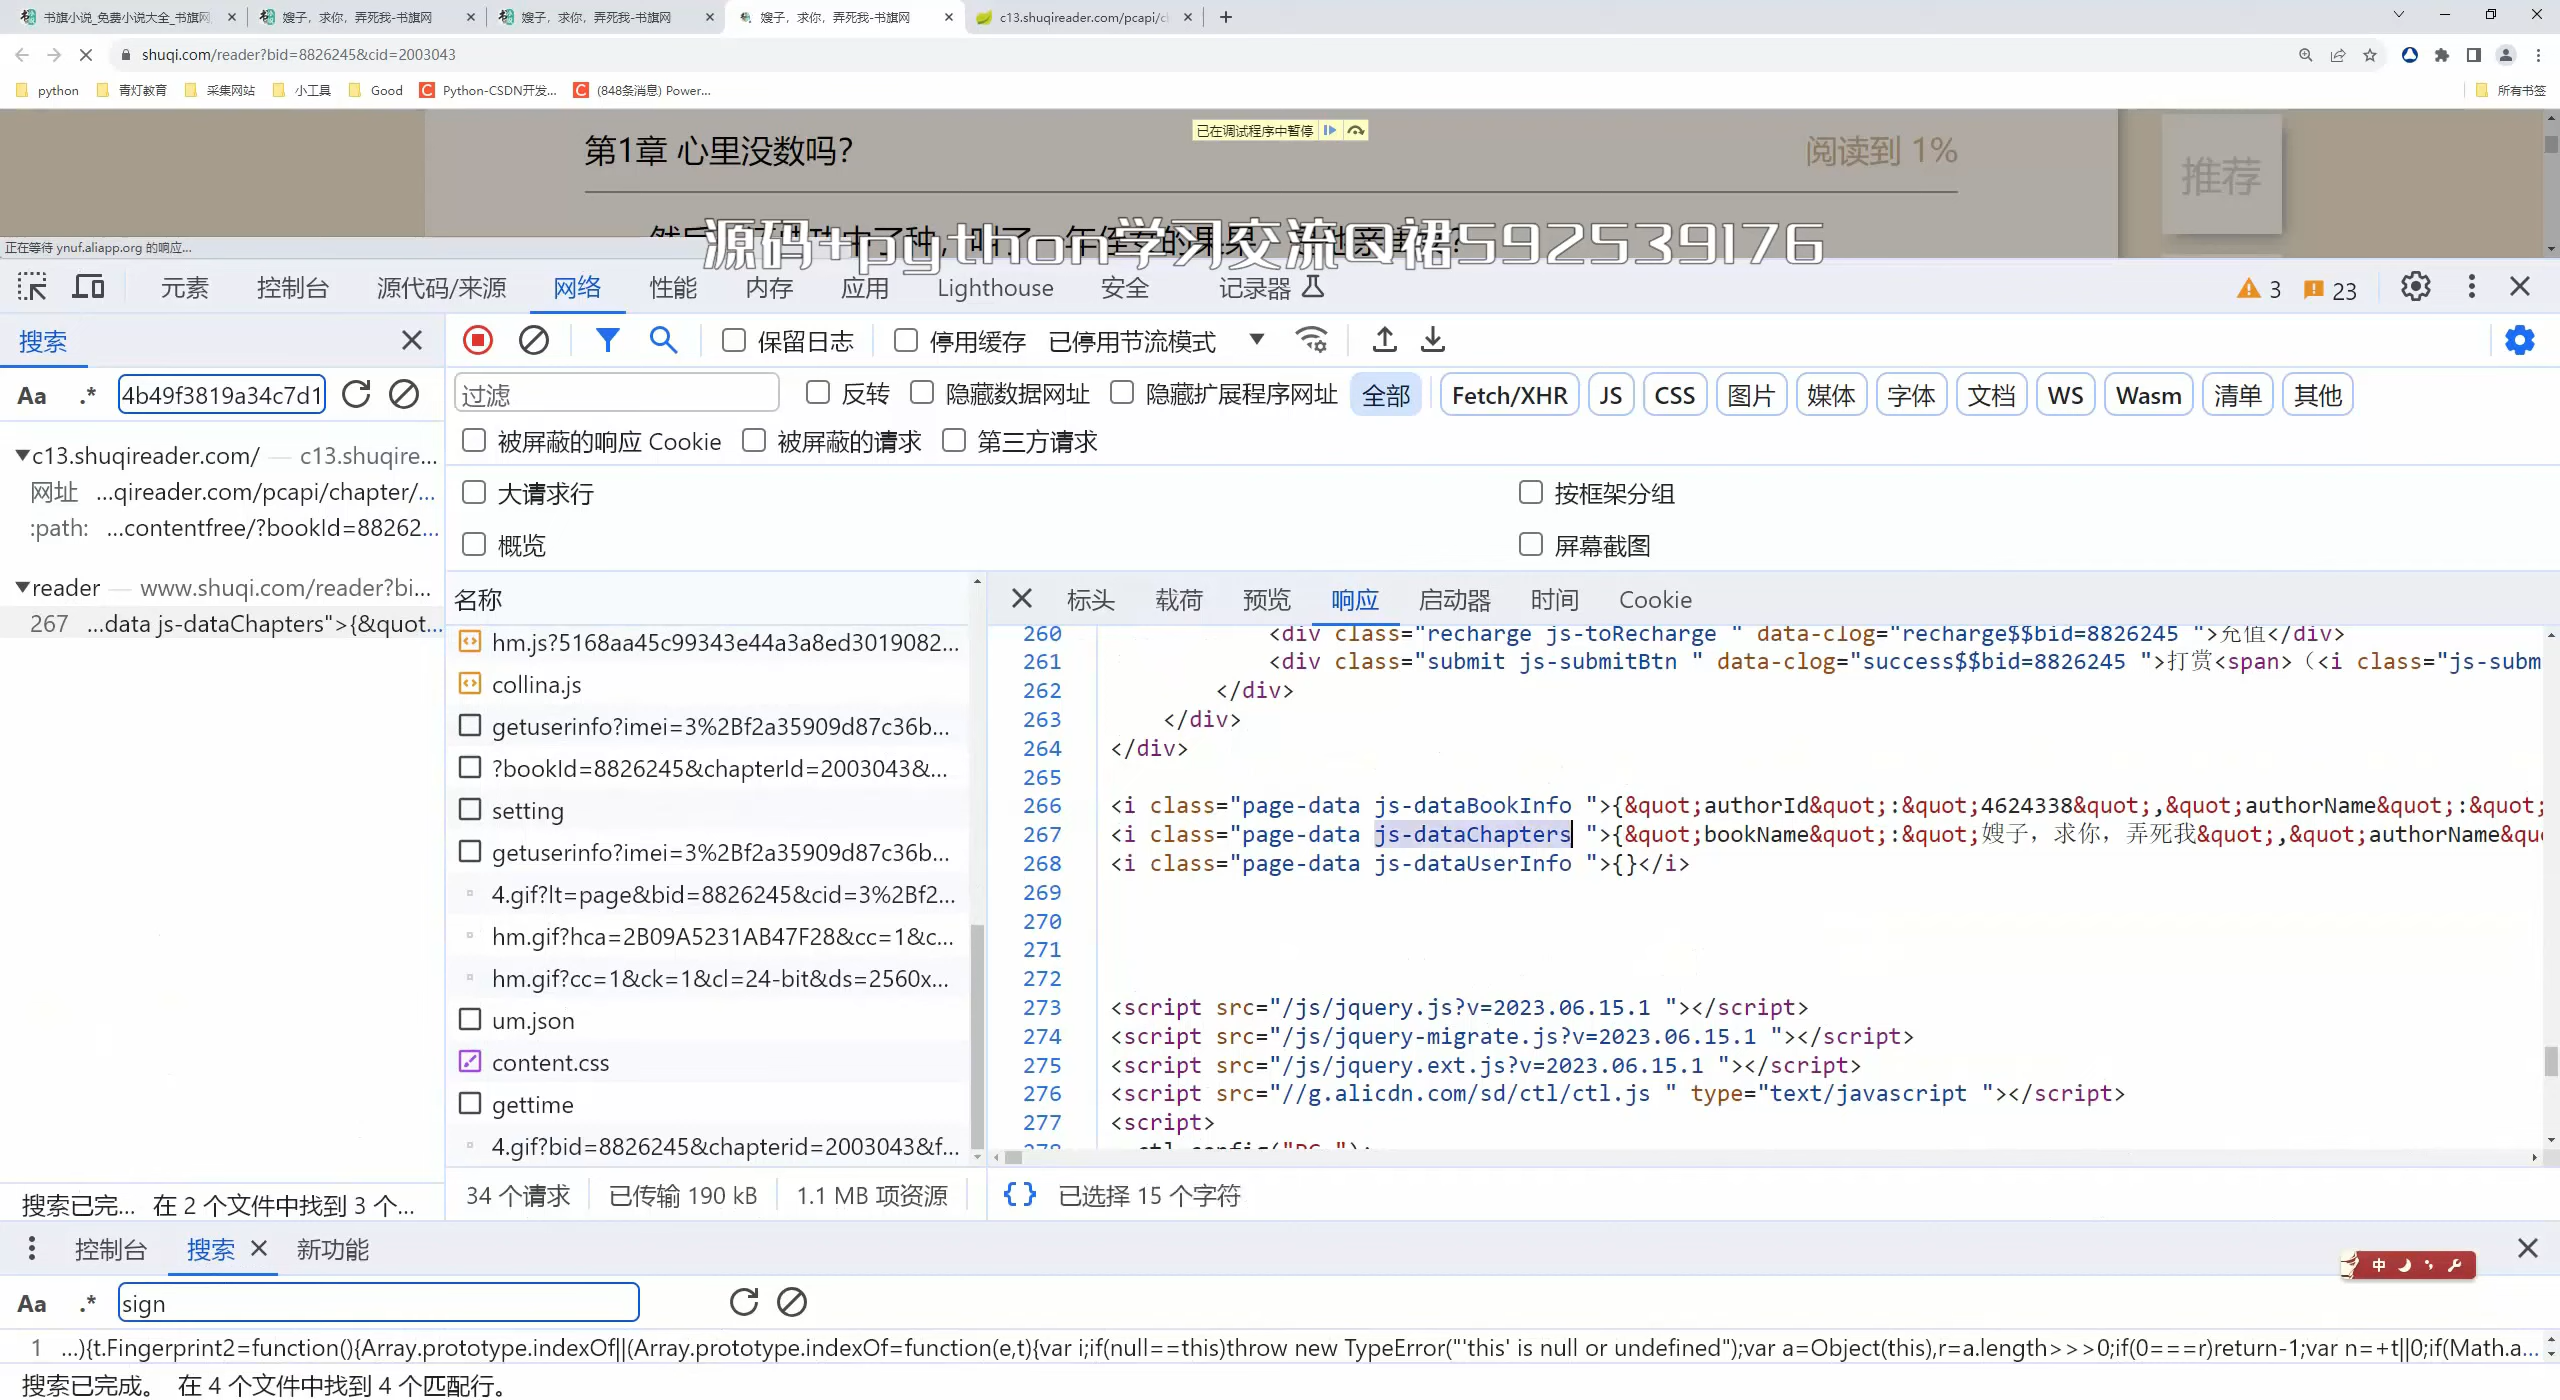 书旗小说_免费小说大全_书旗网
嫂子，求你，弄死我-书旗网
嫂子，求你，弄死我-书旗网
嫂子，求你，弄死我-书旗网
c13.shuqireader.com/pcapi/c
shuqi.com/reader?bid=8826245&cid=2003043
python 青灯教育 采集网站 小工具 Good Python-CSDN开发... (848条消息) Power... 所有书签
已在调试程序中暂停
第1章 心里没数吗？ 阅读到 1%
推荐
源码+python学习交流Q裙592539176
正在等待 ynuf.aliapp.org 的响应...
元素 控制台 源代码/来源 网络 性能 内存 应用 Lighthouse 安全 记录器 3 23
搜索
保留日志 停用缓存 已停用节流模式
Aa .* 4b49f3819a34c7d1
过滤 反转 隐藏数据网址 隐藏扩展程序网址 全部 Fetch/XHR JS CSS 图片 媒体 字体 文档 WS Wasm 清单 其他
被屏蔽的响应 Cookie 被屏蔽的请求 第三方请求
c13.shuqireader.com/ — c13.shuqire...
网址 ...qireader.com/pcapi/chapter/...
:path: ...contentfree/?bookId=88262...
reader — www.shuqi.com/reader?bi...
267 ...data js-dataChapters">{&quot...
大请求行 按框架分组
概览 屏幕截图
名称
hm.js?5168aa45c99343e44a3a8ed3019082...
collina.js
getuserinfo?imei=3%2Bf2a35909d87c36b...
?bookId=8826245&chapterId=2003043&...
setting
getuserinfo?imei=3%2Bf2a35909d87c36b...
4.gif?lt=page&bid=8826245&cid=3%2Bf2...
hm.gif?hca=2B09A5231AB47F28&cc=1&c...
hm.gif?cc=1&ck=1&cl=24-bit&ds=2560x...
um.json
content.css
gettime
4.gif?bid=8826245&chapterid=2003043&f...
标头 载荷 预览 响应 启动器 时间 Cookie
260 <div class="recharge js-toRecharge " data-clog="recharge$$bid=8826245 ">充值</div>
261 <div class="submit js-submitBtn " data-clog="success$$bid=8826245 ">打赏<span>（<i class="js-subm
262 </div>
263 </div>
264 </div>
265
266 <i class="page-data js-dataBookInfo ">{&quot;authorId&quot;:&quot;4624338&quot;,&quot;authorName&quot;:&quot;
267 <i class="page-data js-dataChapters ">{&quot;bookName&quot;:&quot;嫂子，求你，弄死我&quot;,&quot;authorName&quo
268 <i class="page-data js-dataUserInfo ">{}</i>
269
270
271
272
273 <script src="/js/jquery.js?v=2023.06.15.1 "></script>
274 <script src="/js/jquery-migrate.js?v=2023.06.15.1 "></script>
275 <script src="/js/jquery.ext.js?v=2023.06.15.1 "></script>
276 <script src="//g.alicdn.com/sd/ctl/ctl.js " type="text/javascript "></script>
277 <script>
278 ctl.config("PC ");
搜索已完... 在 2 个文件中找到 3 个...
34 个请求 已传输 190 kB 1.1 MB 项资源
{} 已选择 15 个字符
控制台 搜索 新功能
中
Aa .* sign
1 ...){t.Fingerprint2=function(){Array.prototype.indexOf||(Array.prototype.indexOf=function(e,t){var i;if(null==this)throw new TypeError("'this' is null or undefined");var a=Object(this),r=a.length>>>0;if(0===r)return-1;var n=+t||0;if(Math.a...
搜索已完成。 在 4 个文件中找到 4 个匹配行。